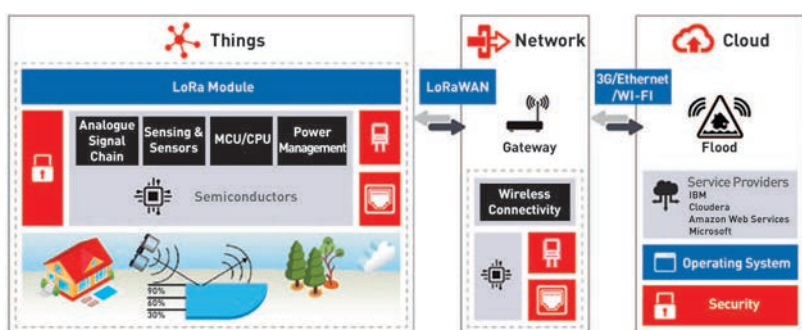 Things
LoRa Module
Analogue
Signal
Chain
Sensing &
Sensors
MCU/CPU
Power
Management
Semiconductors
90%
60%
30%
LoRaWAN
Network
Gateway
Wireless
Connectivity
3G/Ethernet
/WI-FI
Cloud
Flood
Service Providers
IBM
Cloudera
Amazon Web Services
Microsoft
Operating System
Security